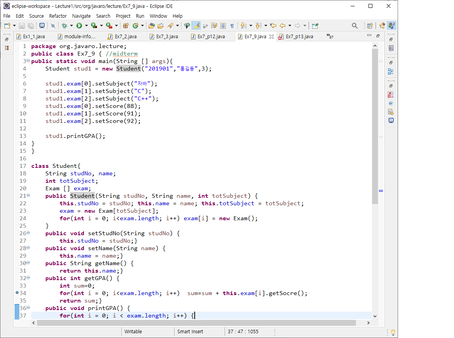 eclipse-workspace - Lecture1/src/org.javaro.lecture/Ex7_9.java - Eclipse IDE
File Edit Source Refactor Navigate Search Project Run Window Help
Ex1_1.java module-info.... Ex7_2.java Ex7_3.java Ex7_p12.java Ex7_9.java Ex7_p13.java
1 package org.javaro.lecture;
2 public class Ex7_9 { //midterm
3 public static void main(String [] args){
4 Student stud1 = new Student("201901","홍길동",3);
5
6 stud1.exam[0].setSubject("자바");
7 stud1.exam[1].setSubject("C");
8 stud1.exam[2].setSubject("C++");
9 stud1.exam[0].setScore(88);
10 stud1.exam[1].setScore(91);
11 stud1.exam[2].setScore(92);
12
13 stud1.printGPA();
14 }
15 }
16
17 class Student{
18 String studNo, name;
19 int totSubject;
20 Exam [] exam;
21 public Student(String studNo, String name, int totSubject) {
22 this.studNo = studNo; this.name = name; this.totSubject = totSubject;
23 exam = new Exam[totSubject];
24 for(int i = 0; i<exam.length; i++) exam[i] = new Exam();
25 }
26 public void setStudNo(String studNo) {
27 this.studNo = studNo;}
28 public void setName(String name) {
29 this.name = name;}
30 public String getName() {
31 return this.name;}
32 public int getGPA() {
33 int sum=0;
34 for(int i = 0; i<exam.length; i++) sum=sum + this.exam[i].getSocre();
35 return sum;}
36 public void printGPA() {
37 for(int i = 0; i < exam.length; i++) {
Writable Smart Insert 37 : 47 : 1055